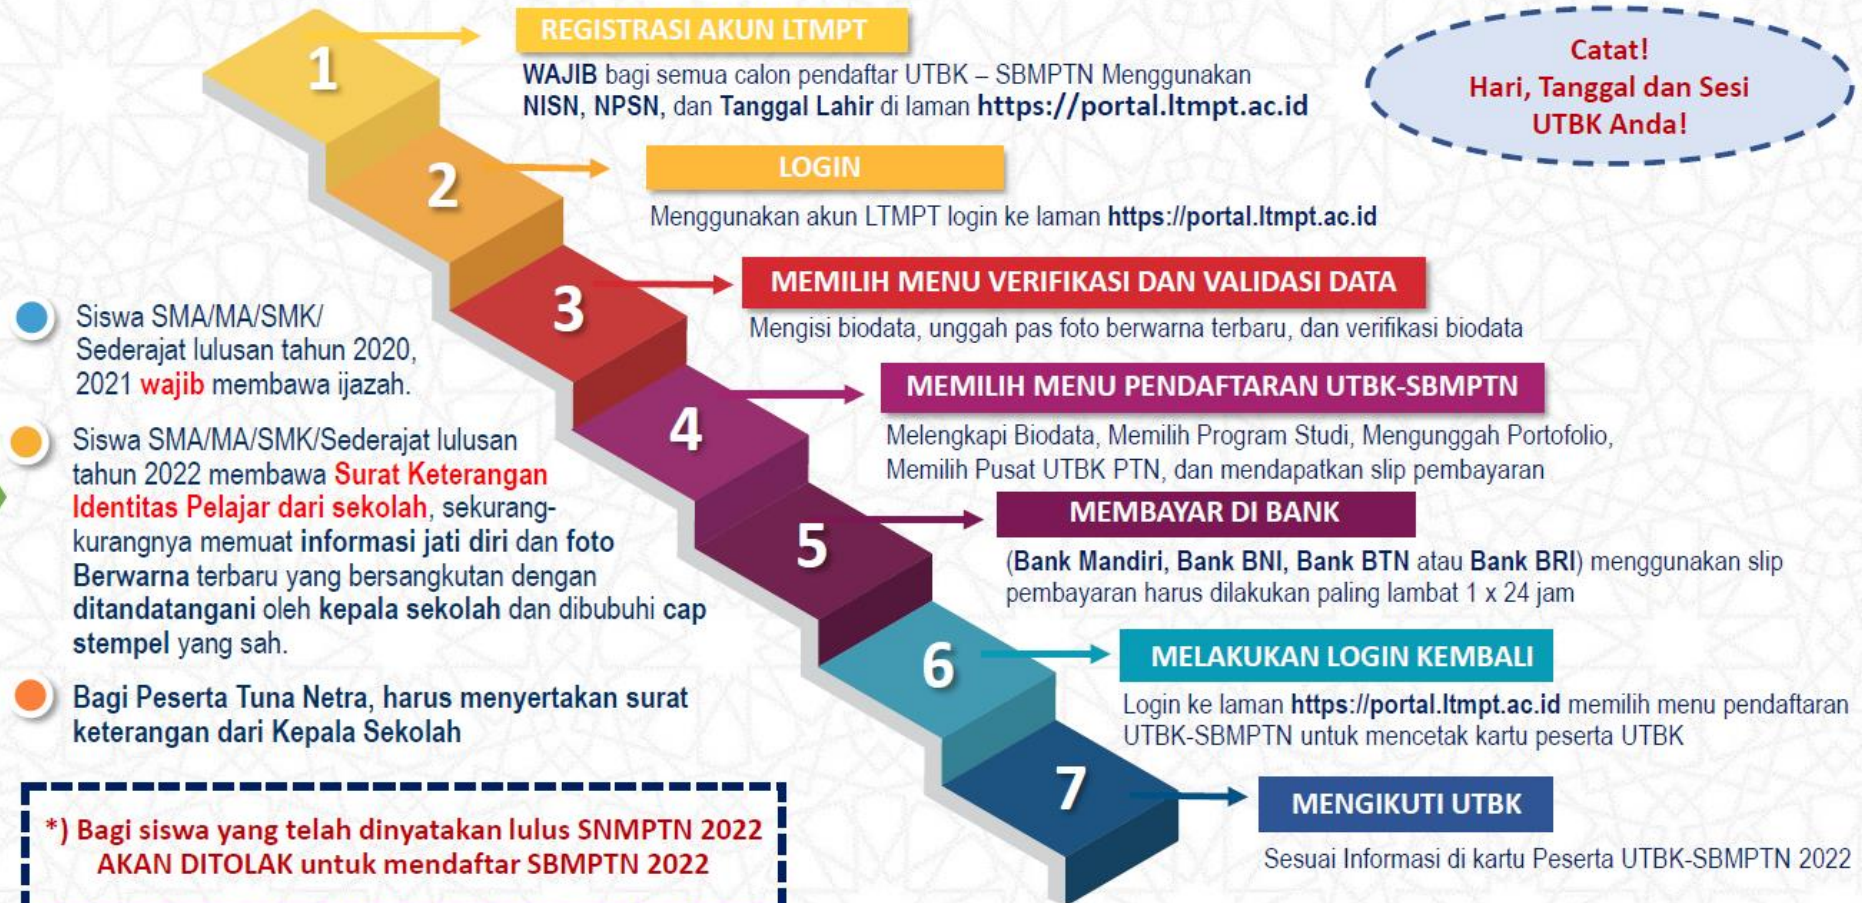 1
REGISTRASI AKUN LTMPT
WAJIB bagi semua calon pendaftar UTBK – SBMPTN Menggunakan
NISN, NPSN, dan Tanggal Lahir di laman https://portal.ltmpt.ac.id
Catat!
Hari, Tanggal dan Sesi
UTBK Anda!
2
LOGIN
Menggunakan akun LTMPT login ke laman https://portal.ltmpt.ac.id
3
MEMILIH MENU VERIFIKASI DAN VALIDASI DATA
Mengisi biodata, unggah pas foto berwarna terbaru, dan verifikasi biodata
4
MEMILIH MENU PENDAFTARAN UTBK-SBMPTN
Melengkapi Biodata, Memilih Program Studi, Mengunggah Portofolio,
Memilih Pusat UTBK PTN, dan mendapatkan slip pembayaran
5
MEMBAYAR DI BANK
(Bank Mandiri, Bank BNI, Bank BTN atau Bank BRI) menggunakan slip
pembayaran harus dilakukan paling lambat 1 x 24 jam
6
MELAKUKAN LOGIN KEMBALI
Login ke laman https://portal.ltmpt.ac.id memilih menu pendaftaran
UTBK-SBMPTN untuk mencetak kartu peserta UTBK
7
MENGIKUTI UTBK
Sesuai Informasi di kartu Peserta UTBK-SBMPTN 2022
Siswa SMA/MA/SMK/
Sederajat lulusan tahun 2020,
2021 wajib membawa ijazah.
Siswa SMA/MA/SMK/Sederajat lulusan
tahun 2022 membawa Surat Keterangan
Identitas Pelajar dari sekolah, sekurang-
kurangnya memuat informasi jati diri dan foto
Berwarna terbaru yang bersangkutan dengan
ditandatangani oleh kepala sekolah dan dibubuhi cap
stempel yang sah.
Bagi Peserta Tuna Netra, harus menyertakan surat
keterangan dari Kepala Sekolah
*) Bagi siswa yang telah dinyatakan lulus SNMPTN 2022
AKAN DITOLAK untuk mendaftar SBMPTN 2022